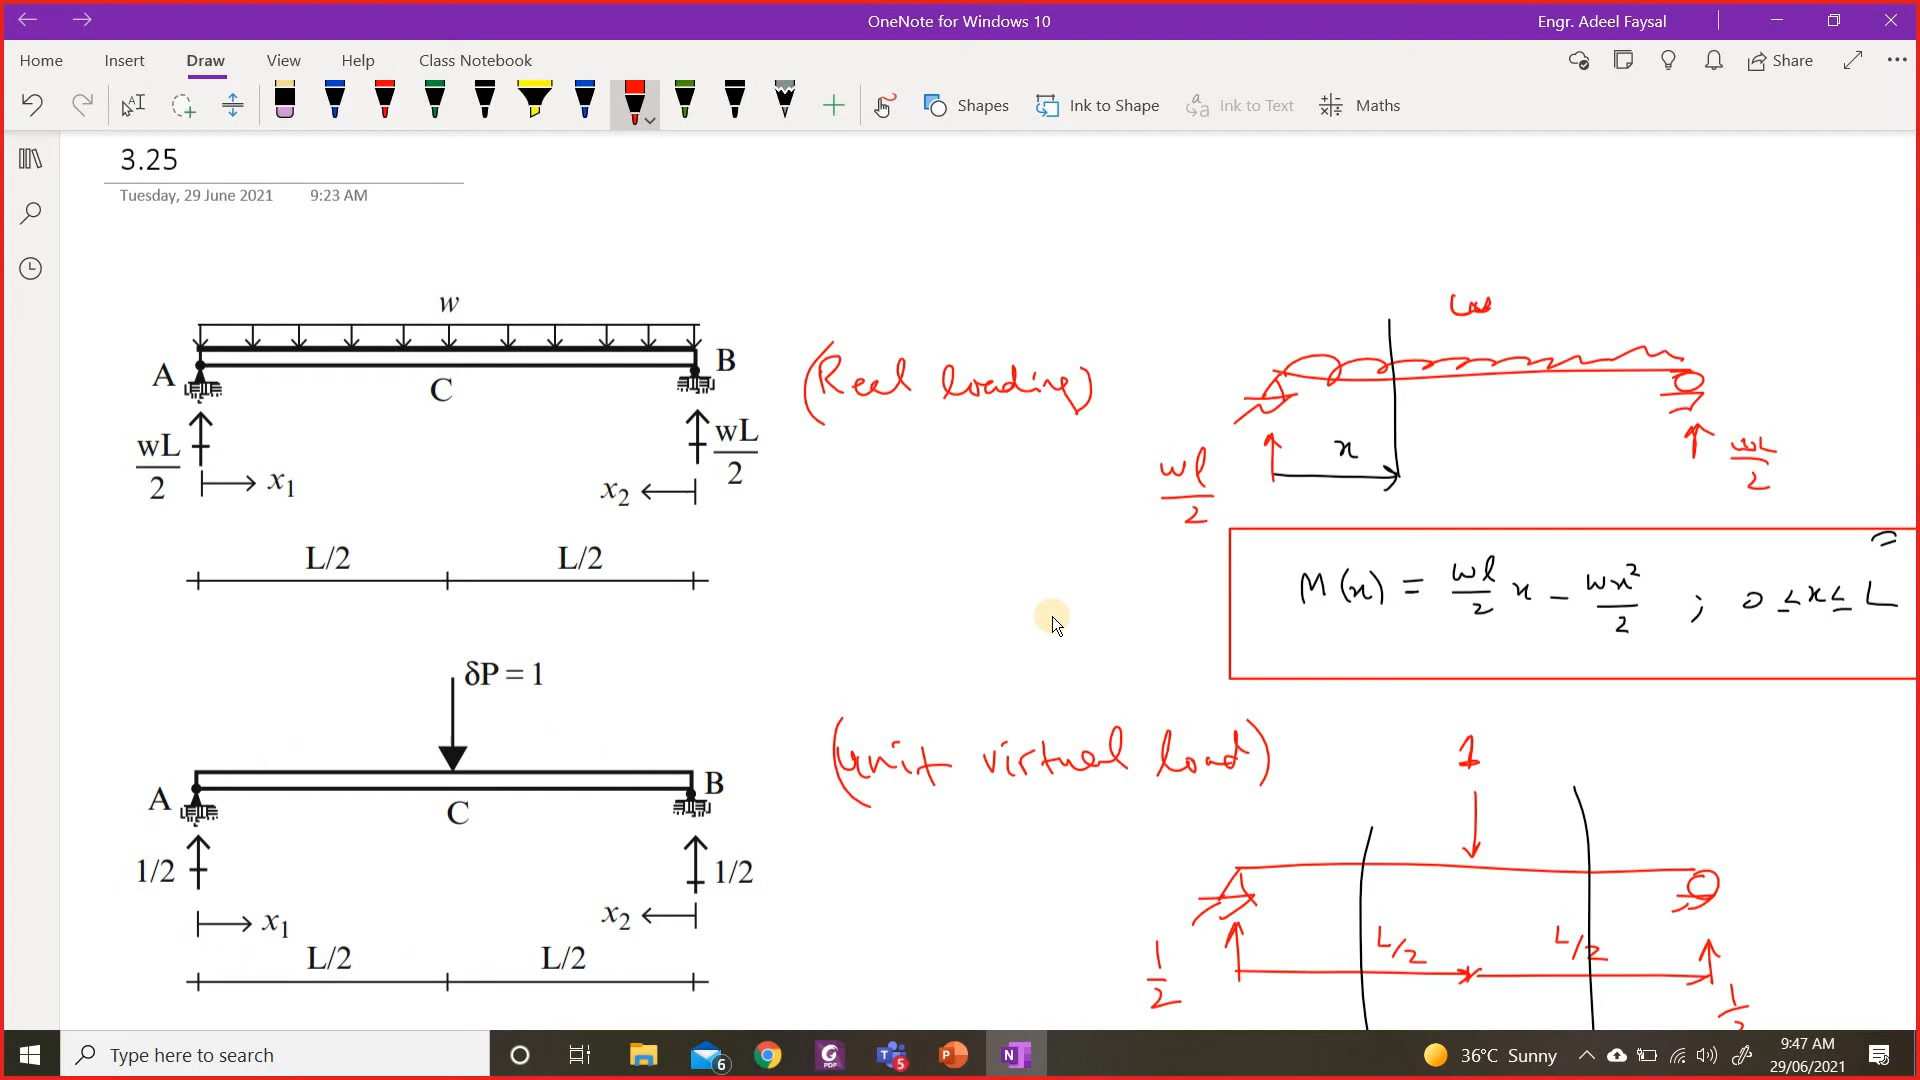 OneNote for Windows 10
Engr. Adeel Faysal
Home Insert Draw View Help Class Notebook
Share
Shapes Ink to Shape Ink to Text Maths
3.25
Tuesday, 29 June 2021 9:23 AM
w
A B
C
wL/2 wL/2
x1 x2
L/2 L/2
(Real loading)
w
x
wl/2 wL/2
M(x) = wl/2 x - wx²/2 ; 0 ≤ x ≤ L
δP = 1
A B
C
1/2 1/2
x1 x2
L/2 L/2
(unit virtual load)
1
L/2 L/2
1/2
Type here to search
6
PDF
5
P
N
36°C Sunny
9:47 AM
29/06/2021